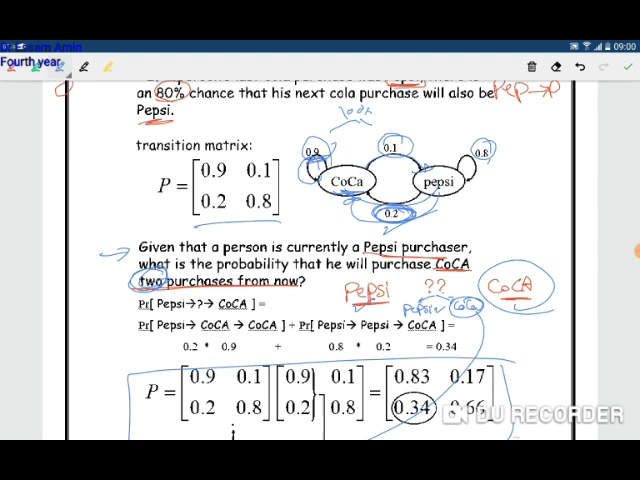 09:00
Fourth year
an 80% chance that his next cola purchase will also be
Pepsi.
Pep → P
transition matrix:
P = [0.9 0.1
0.2 0.8]
0.9
0.1
0.8
CoCa
pepsi
0.2
Given that a person is currently a Pepsi purchaser,
what is the probability that he will purchase CoCA
two purchases from now?
Pepsi
??
CoCA
Pepsi
CoCa
Pr[ Pepsi→?→ CoCA ] =
Pr[ Pepsi→ CoCA → CoCA ] + Pr[ Pepsi→ Pepsi → CoCA ] =
0.2 * 0.9 + 0.8 * 0.2 = 0.34
P = [0.9 0.1 [0.9 0.1 = [0.83 0.17
0.2 0.8] 0.2 0.8] 0.34 0.66]
DU RECORDER